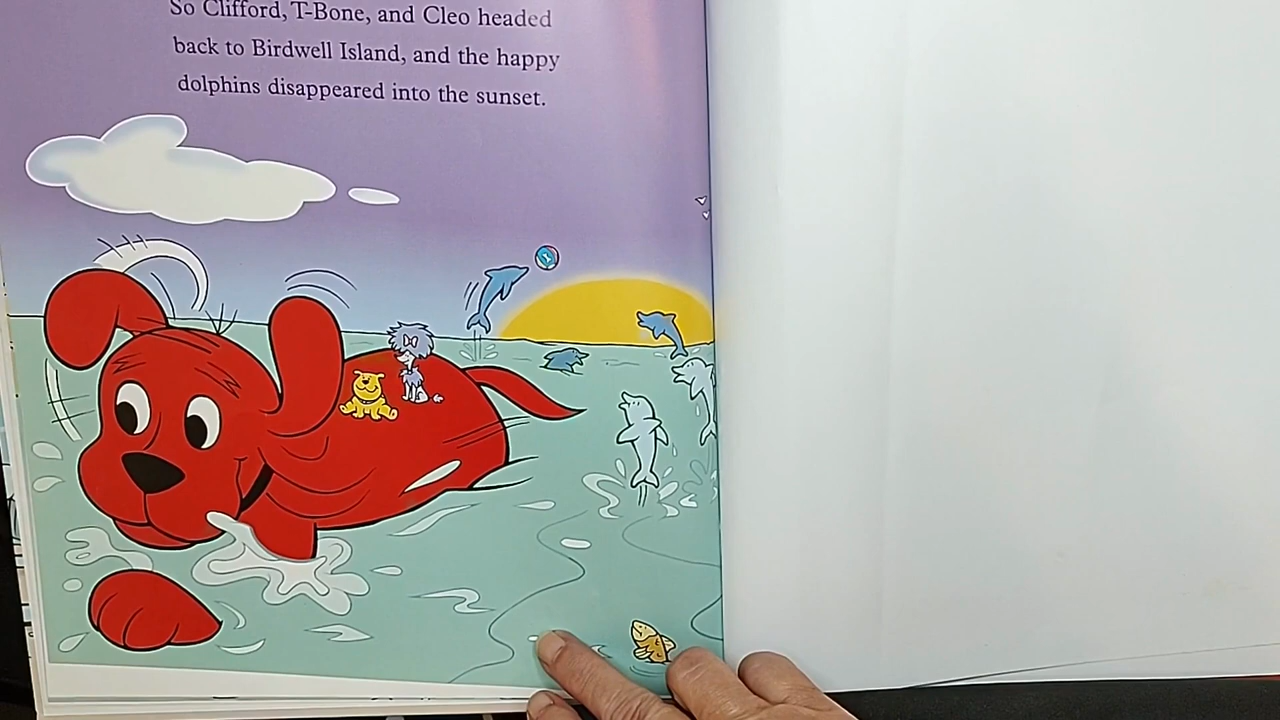 So Clifford, T-Bone, and Cleo headed
back to Birdwell Island, and the happy
dolphins disappeared into the sunset.